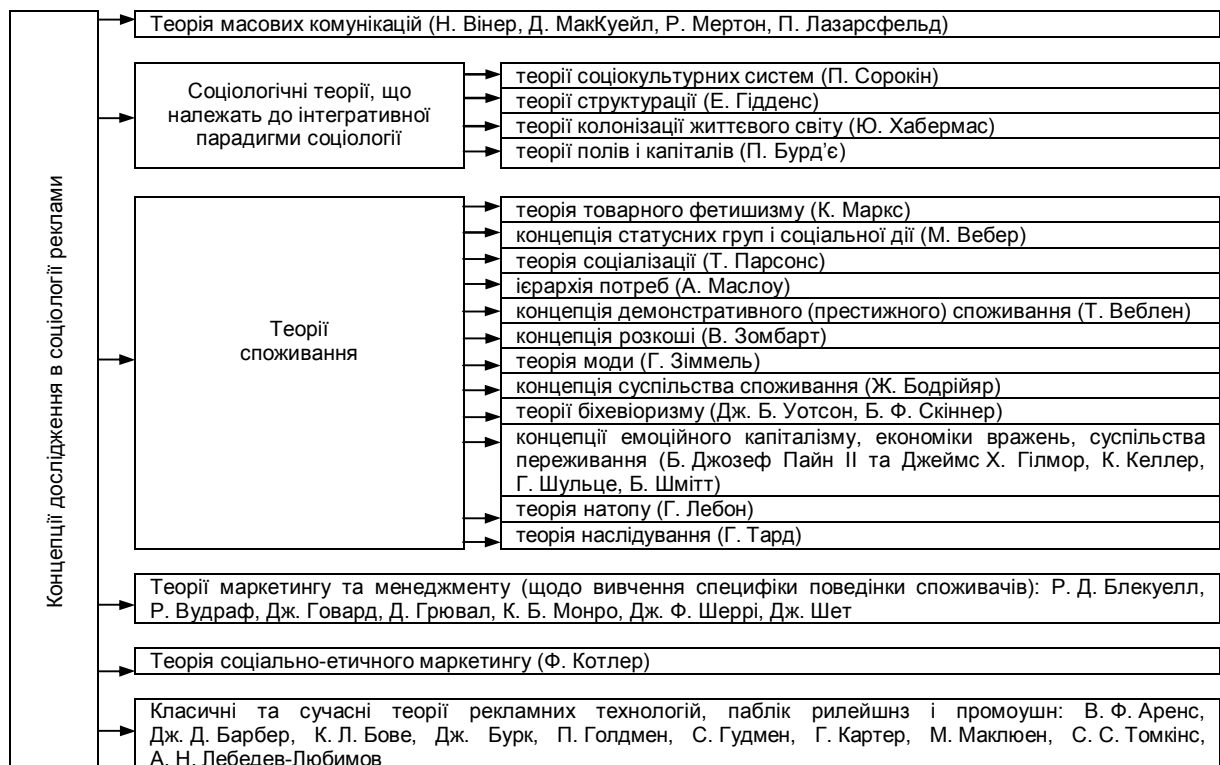 Концепції дослідження в соціології реклами
Теорія масових комунікацій (Н. Вінер, Д. МакКуейл, Р. Мертон, П. Лазарсфельд)
Соціологічні теорії, що
належать до інтегративної
парадигми соціології
теорії соціокультурних систем (П. Сорокін)
теорії структурації (Е. Гідденс)
теорії колонізації життєвого світу (Ю. Хабермас)
теорії полів і капіталів (П. Бурд’є)
Теорії
споживання
теорія товарного фетишизму (К. Маркс)
концепція статусних груп і соціальної дії (М. Вебер)
теорія соціалізації (Т. Парсонс)
ієрархія потреб (А. Маслоу)
концепція демонстративного (престижного) споживання (Т. Веблен)
концепція розкоші (В. Зомбарт)
теорія моди (Г. Зіммель)
концепція суспільства споживання (Ж. Бодрійяр)
теорії біхевіоризму (Дж. Б. Уотсон, Б. Ф. Скіннер)
концепції емоційного капіталізму, економіки вражень, суспільства
переживання (Б. Джозеф Пайн II та Джеймс Х. Гілмор, К. Келлер,
Г. Шульце, Б. Шмітт)
теорія натопу (Г. Лебон)
теорія наслідування (Г. Тард)
Теорії маркетингу та менеджменту (щодо вивчення специфіки поведінки споживачів): Р. Д. Блекуелл,
Р. Вудраф, Дж. Говард, Д. Грювал, К. Б. Монро, Дж. Ф. Шеррі, Дж. Шет
Теорія соціально-етичного маркетингу (Ф. Котлер)
Класичні та сучасні теорії рекламних технологій, паблік рилейшнз і промоушн: В. Ф. Аренс,
Дж. Д. Барбер, К. Л. Бове, Дж. Бурк, П. Голдмен, С. Гудмен, Г. Картер, М. Маклюен, С. С. Томкінс,
А. Н. Лебедев-Любимов